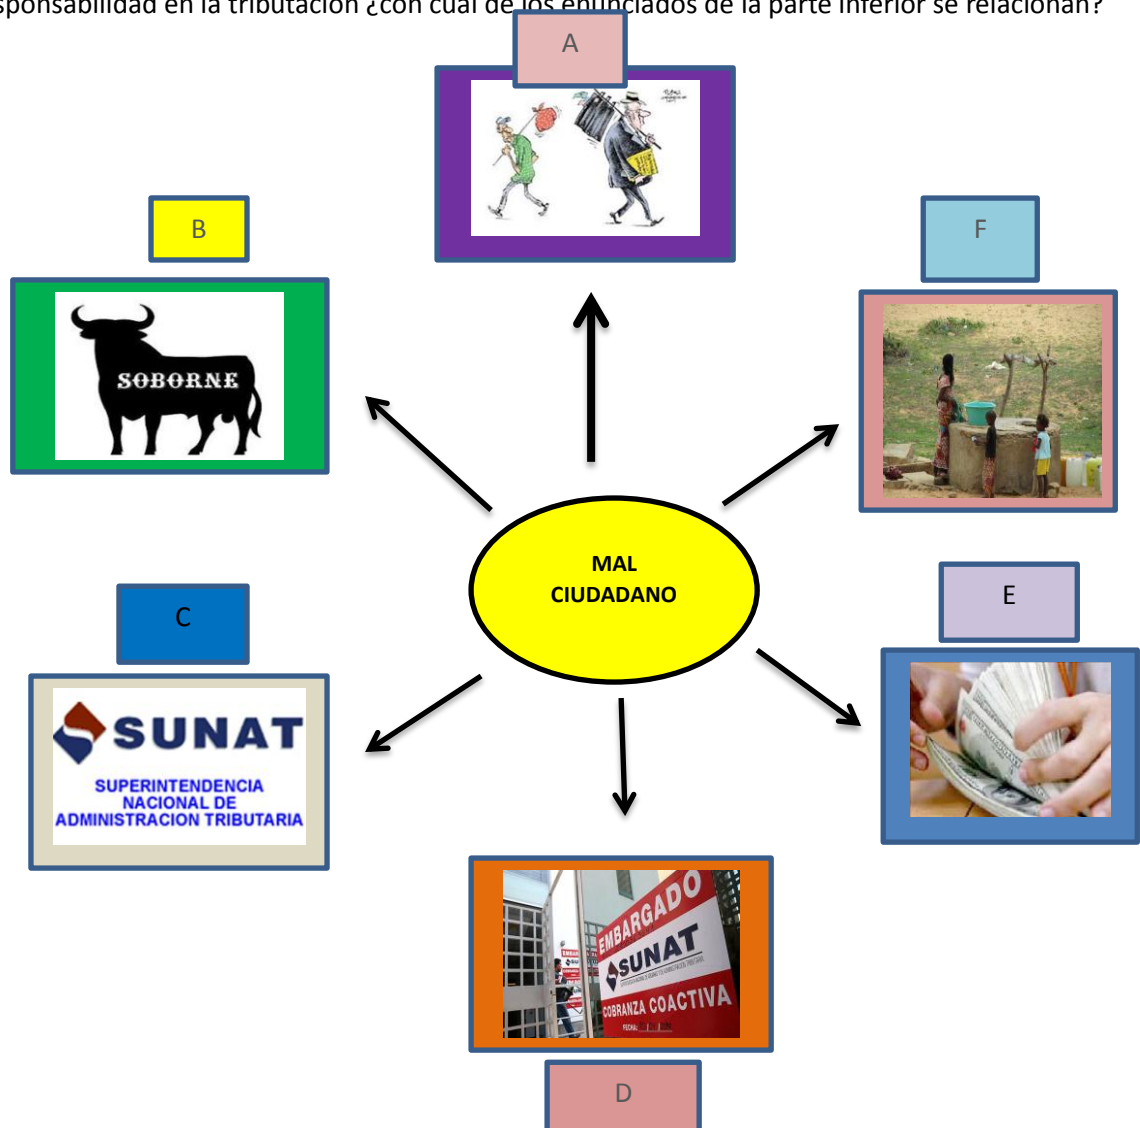 sponsabilidad en la tributación ¿con cuál de los enunciados de la parte inferior se relacionan?
A
B
F
SOBORNE
MAL
CIUDADANO
C
E
SUNAT
SUPERINTENDENCIA
NACIONAL DE
ADMINISTRACION TRIBUTARIA
EMBARGADO
SUNAT
COBRANZA COACTIVA
FECHA:
D